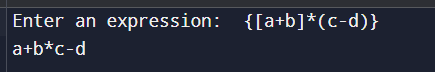 Enter an expression:  {[a+b]*(c-d)}
a+b*c-d